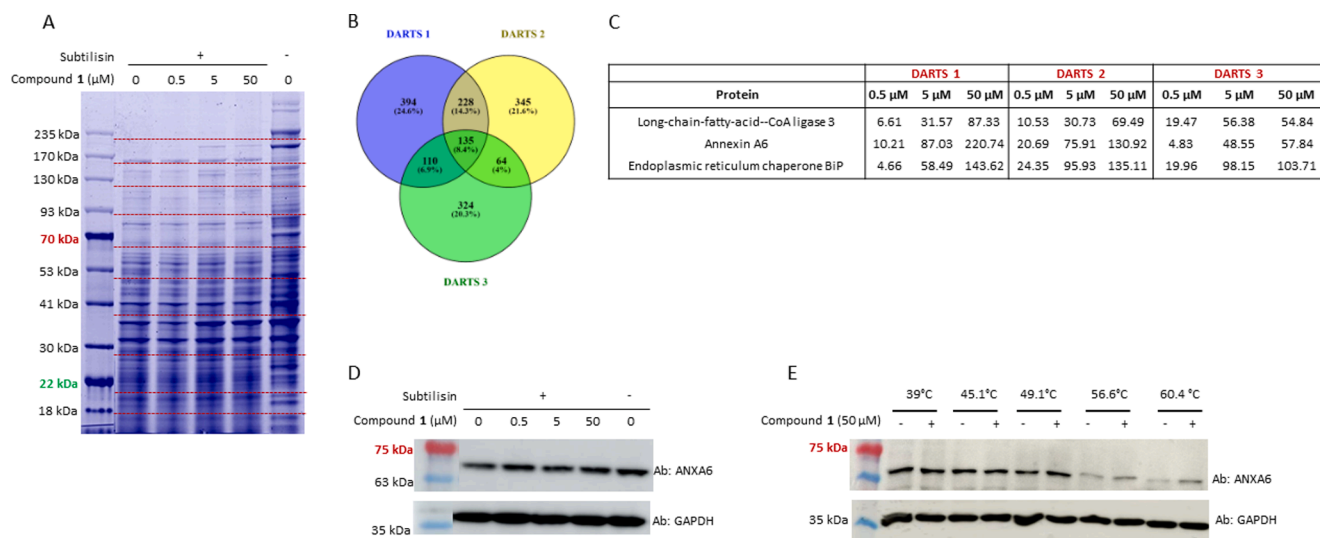 A
Subtilisin + -
Compound 1 (µM) 0 0.5 5 50 0
235 kDa
170 kDa
130 kDa
93 kDa
70 kDa
53 kDa
41 kDa
30 kDa
22 kDa
18 kDa
B
DARTS 1 DARTS 2
394 228 345
(24.6%) (14.3%) (21.6%)
135
(8.4%)
110 64
(6.9%) (4%)
324
(20.3%)
DARTS 3
C
DARTS 1 DARTS 2 DARTS 3
Protein 0.5 µM 5 µM 50 µM 0.5 µM 5 µM 50 µM 0.5 µM 5 µM 50 µM
Long-chain-fatty-acid--CoA ligase 3 6.61 31.57 87.33 10.53 30.73 69.49 19.47 56.38 54.84
Annexin A6 10.21 87.03 220.74 20.69 75.91 130.92 4.83 48.55 57.84
Endoplasmic reticulum chaperone BiP 4.66 58.49 143.62 24.35 95.93 135.11 19.96 98.15 103.71
D
Subtilisin + -
Compound 1 (µM) 0 0.5 5 50 0
75 kDa
63 kDa
Ab: ANXA6
35 kDa
Ab: GAPDH
E
39°C 45.1°C 49.1°C 56.6°C 60.4 °C
Compound 1 (50 µM) - + - + - + - + - +
75 kDa
Ab: ANXA6
35 kDa
Ab: GAPDH